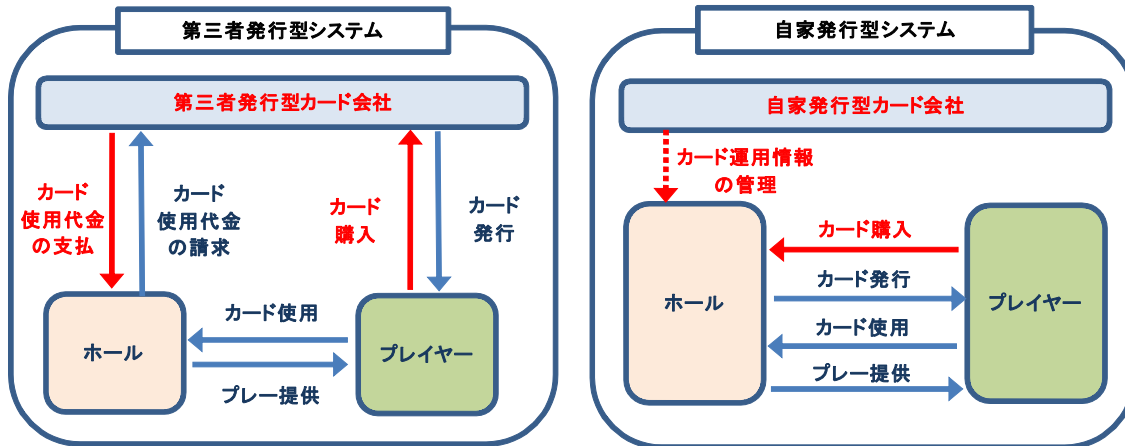 第三者発行型システム
第三者発行型カード会社
カード
使用代金
の支払
カード
使用代金
の請求
カード
購入
カード
発行
カード使用
プレー提供
ホール
プレイヤー
自家発行型システム
自家発行型カード会社
カード運用情報
の管理
カード購入
カード発行
カード使用
プレー提供
ホール
プレイヤー